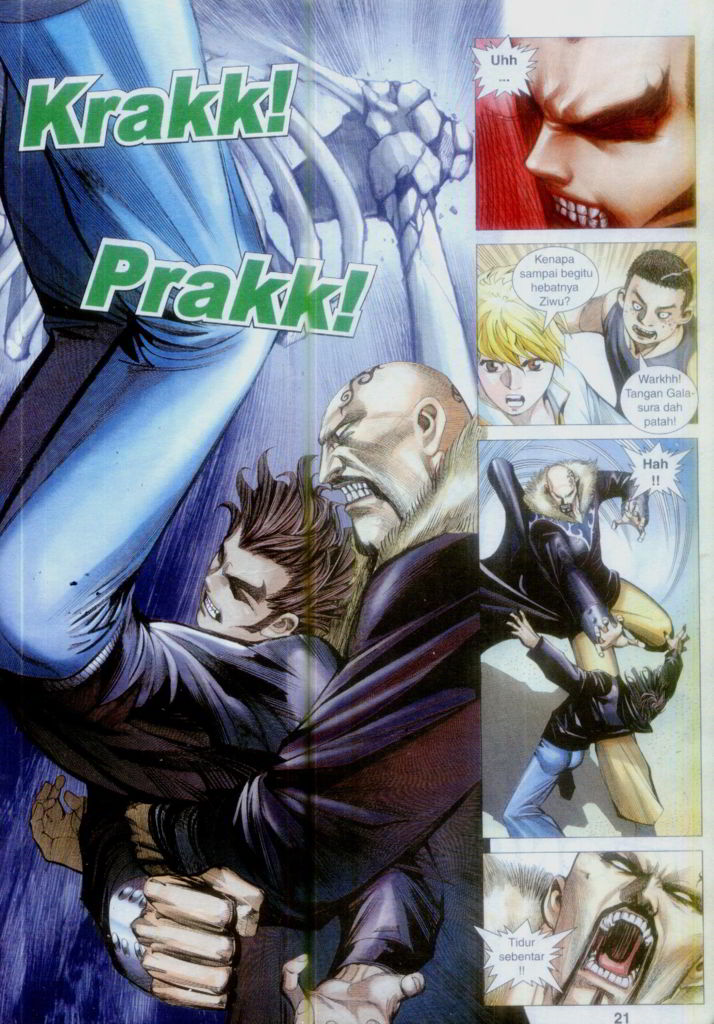 Krakk!
Prakk!
Uhh
...
Kenapa
sampai begitu
hebatnya
Ziwu?
Warkhh!
Tangan Gala-
sura dah
patah!
Hah
!!
Tidur
sebentar
!!
21